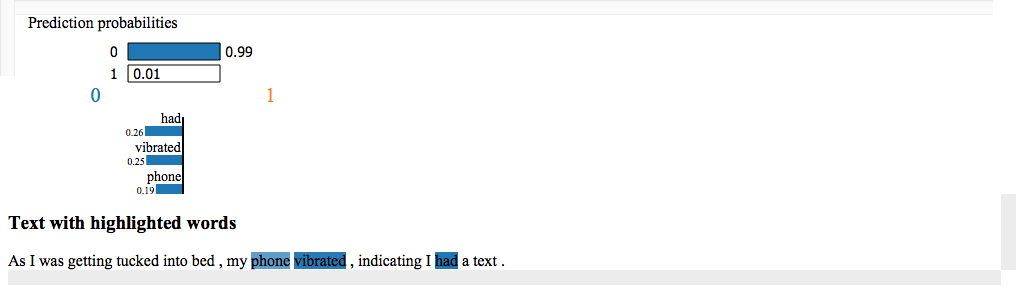 Prediction probabilities
0 0.99
1 0.01
0 1
had
0.26
vibrated
0.25
phone
0.19
Text with highlighted words
As I was getting tucked into bed , my phone vibrated , indicating I had a text .